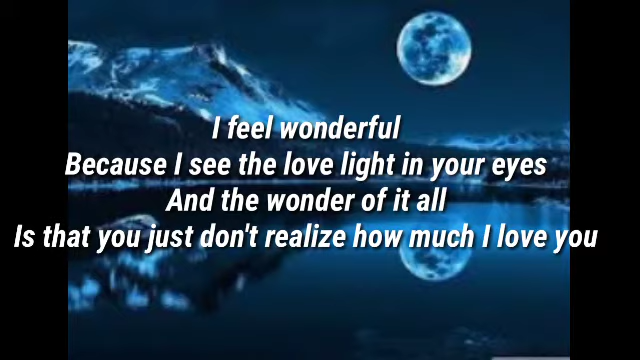 I feel wonderful
Because I see the love light in your eyes
And the wonder of it all
Is that you just don't realize how much I love you